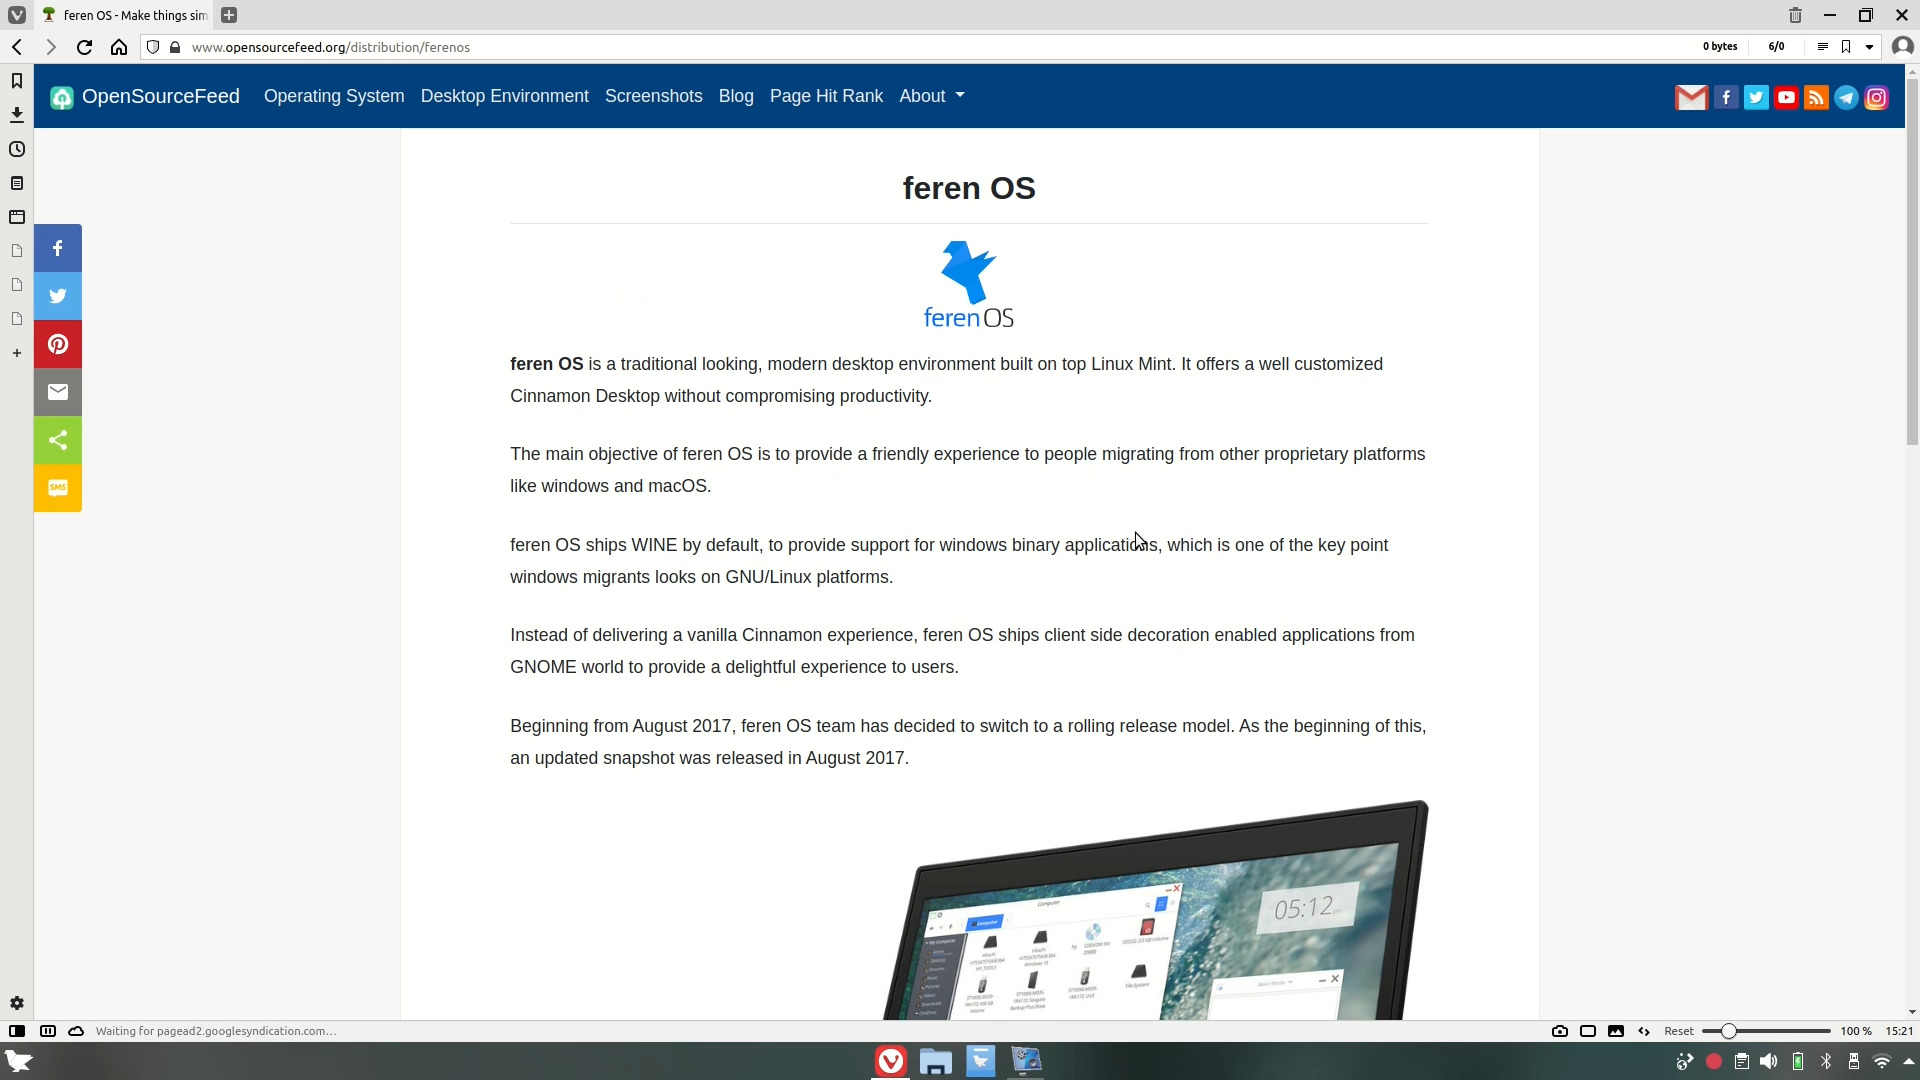 feren OS - Make things sim
www.opensourcefeed.org/distribution/ferenos
0 bytes
6/0
OpenSourceFeed
Operating System
Desktop Environment
Screenshots
Blog
Page Hit Rank
About
feren OS
feren OS
feren OS is a traditional looking, modern desktop environment built on top Linux Mint. It offers a well customized
Cinnamon Desktop without compromising productivity.
The main objective of feren OS is to provide a friendly experience to people migrating from other proprietary platforms
like windows and macOS.
feren OS ships WINE by default, to provide support for windows binary applications, which is one of the key point
windows migrants looks on GNU/Linux platforms.
Instead of delivering a vanilla Cinnamon experience, feren OS ships client side decoration enabled applications from
GNOME world to provide a delightful experience to users.
Beginning from August 2017, feren OS team has decided to switch to a rolling release model. As the beginning of this,
an updated snapshot was released in August 2017.
SMS
Computer
Computer
05:12
My Computer
File System
Waiting for pagead2.googlesyndication.com...
Reset
100 %
15:21